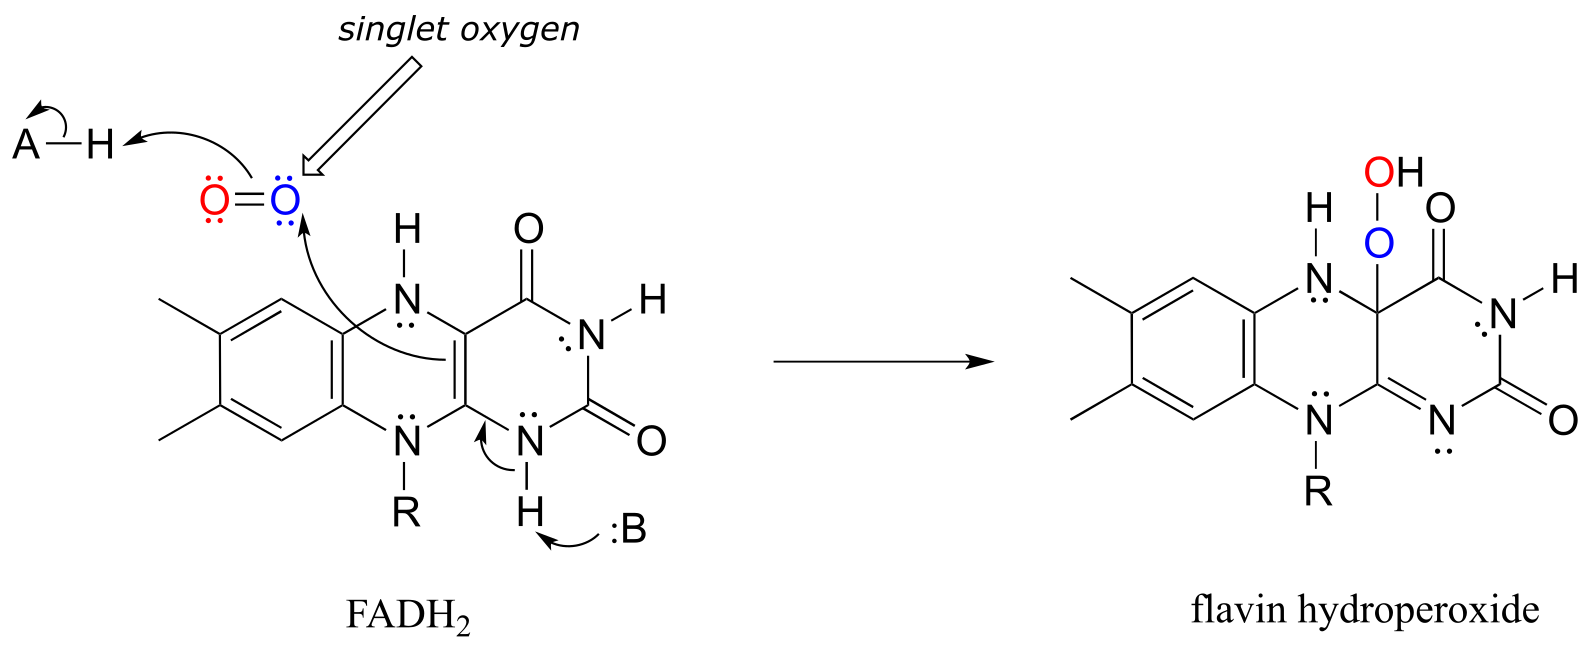 singlet oxygen
A H
O O
H
N
O
N H
N
R
N
H
O
:B
FADH₂
OH
O
H
N
O
N H
N
R
N
O
flavin hydroperoxide